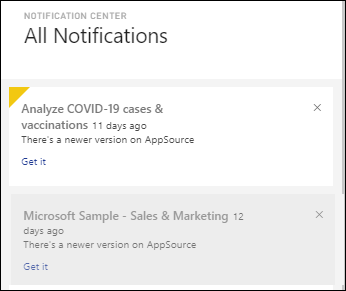 NOTIFICATION CENTER
All Notifications
Analyze COVID-19 cases &
vaccinations 11 days ago
There's a newer version on AppSource
Get it
Microsoft Sample - Sales & Marketing 12
days ago
There's a newer version on AppSource
Get it